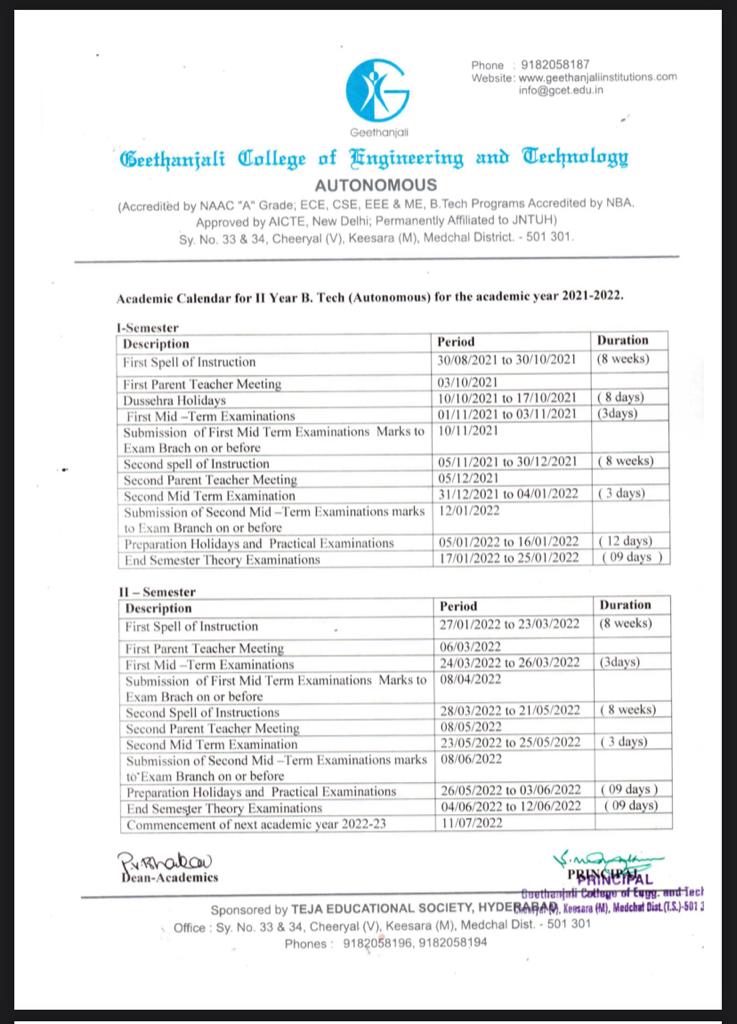 Phone : 9182058187
Website: www.geethanjaliinstitutions.com
info@gcet.edu.in
G
Geethanjali
Geethanjali College of Engineering and Technology
AUTONOMOUS
(Accredited by NAAC "A" Grade; ECE, CSE, EEE & ME, B.Tech Programs Accredited by NBA.
Approved by AICTE, New Delhi; Permanently Affiliated to JNTUH)
Sy. No. 33 & 34, Cheeryal (V), Keesara (M), Medchal District. - 501 301.
Academic Calendar for II Year B. Tech (Autonomous) for the academic year 2021-2022.
I-Semester
Description Period Duration
First Spell of Instruction 30/08/2021 to 30/10/2021 (8 weeks)
First Parent Teacher Meeting 03/10/2021
Dussehra Holidays 10/10/2021 to 17/10/2021 ( 8 days)
First Mid –Term Examinations 01/11/2021 to 03/11/2021 (3days)
Submission of First Mid Term Examinations Marks to 10/11/2021
Exam Brach on or before
Second spell of Instruction 05/11/2021 to 30/12/2021 ( 8 weeks)
Second Parent Teacher Meeting 05/12/2021
Second Mid Term Examination 31/12/2021 to 04/01/2022 ( 3 days)
Submission of Second Mid –Term Examinations marks 12/01/2022
to Exam Branch on or before
Preparation Holidays and Practical Examinations 05/01/2022 to 16/01/2022 ( 12 days)
End Semester Theory Examinations 17/01/2022 to 25/01/2022 ( 09 days )
II – Semester
Description Period Duration
First Spell of Instruction 27/01/2022 to 23/03/2022 (8 weeks)
First Parent Teacher Meeting 06/03/2022
First Mid –Term Examinations 24/03/2022 to 26/03/2022 (3days)
Submission of First Mid Term Examinations Marks to 08/04/2022
Exam Brach on or before
Second Spell of Instructions 28/03/2022 to 21/05/2022 ( 8 weeks)
Second Parent Teacher Meeting 08/05/2022
Second Mid Term Examination 23/05/2022 to 25/05/2022 ( 3 days)
Submission of Second Mid –Term Examinations marks 08/06/2022
to Exam Branch on or before
Preparation Holidays and Practical Examinations 26/05/2022 to 03/06/2022 ( 09 days )
End Semester Theory Examinations 04/06/2022 to 12/06/2022 ( 09 days)
Commencement of next academic year 2022-23 11/07/2022
Dean-Academics PRINCIPAL
PRINCIPAL
Geethanjali College of Engg. and Tech
Keesara (M), Medchal Dist.(T.S.)-501 3
Sponsored by TEJA EDUCATIONAL SOCIETY, HYDERABAD
Office : Sy. No. 33 & 34, Cheeryal (V), Keesara (M), Medchal Dist. - 501 301
Phones : 9182058196, 9182058194